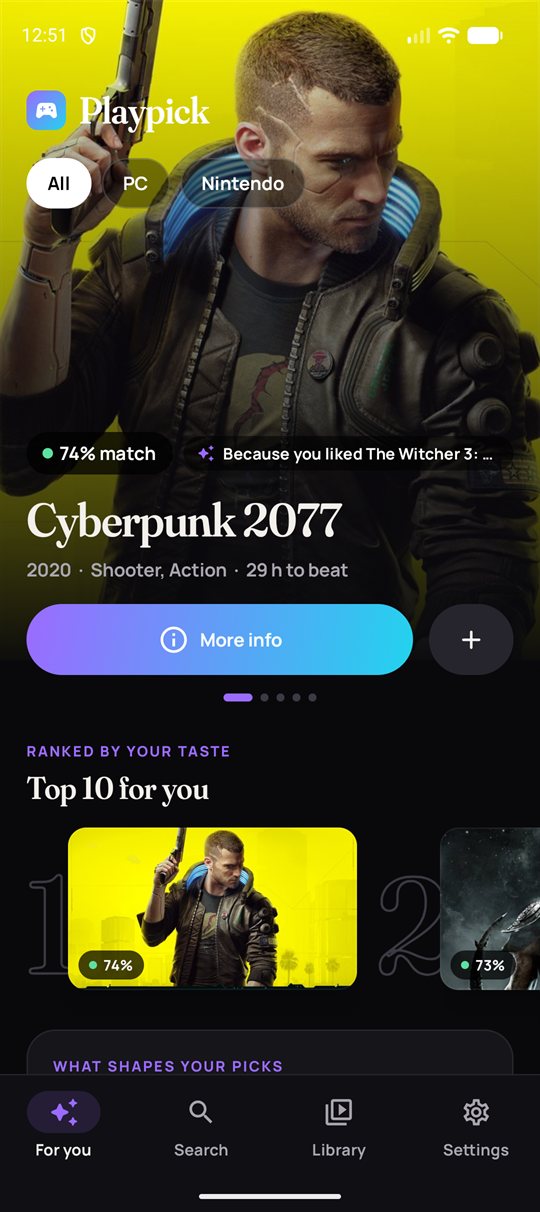 12:51
Playpick
All
PC
Nintendo
74% match
Because you liked The Witcher 3: ...
Cyberpunk 2077
2020 · Shooter, Action · 29 h to beat
More info
RANKED BY YOUR TASTE
Top 10 for you
1
74%
2
73%
WHAT SHAPES YOUR PICKS
For you
Search
Library
Settings